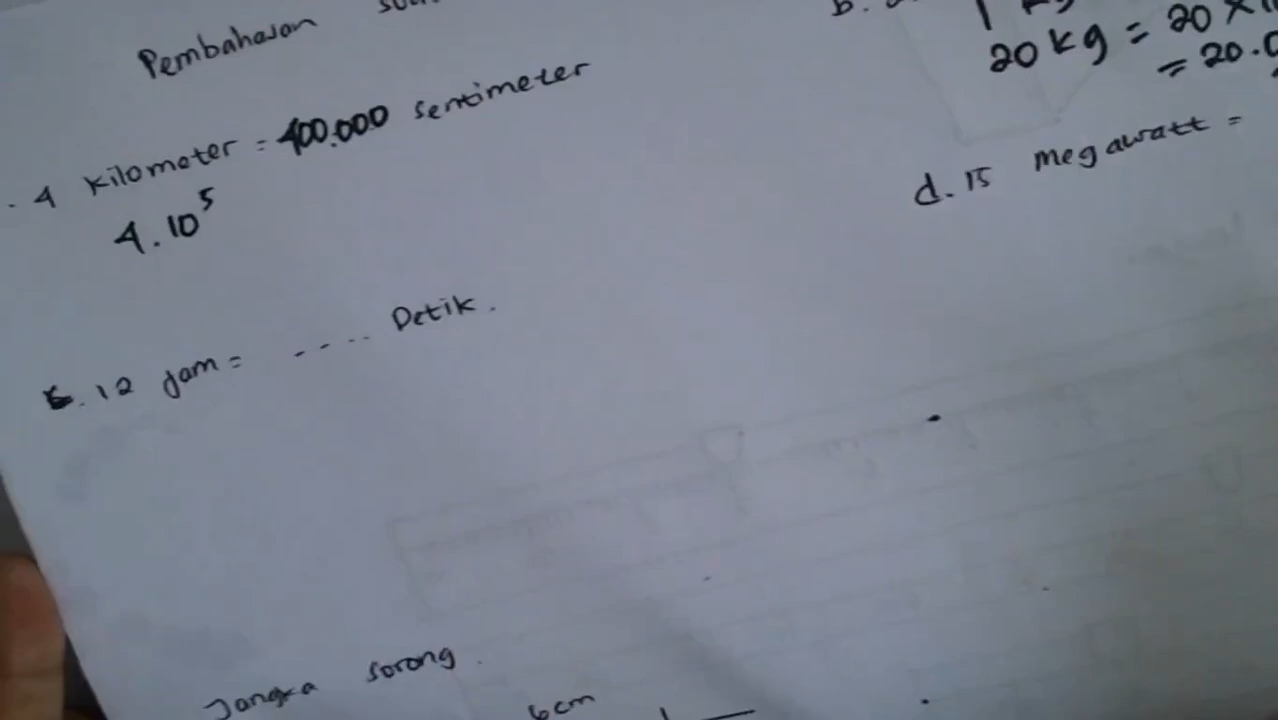 Pembahasan
. 4 Kilometer = 400.000 sentimeter
4.10⁵
12 jam = .... Detik.
Jangka sorong.
6cm
b.
20 kg = 20 x
= 20.0
d. 15 megawatt =